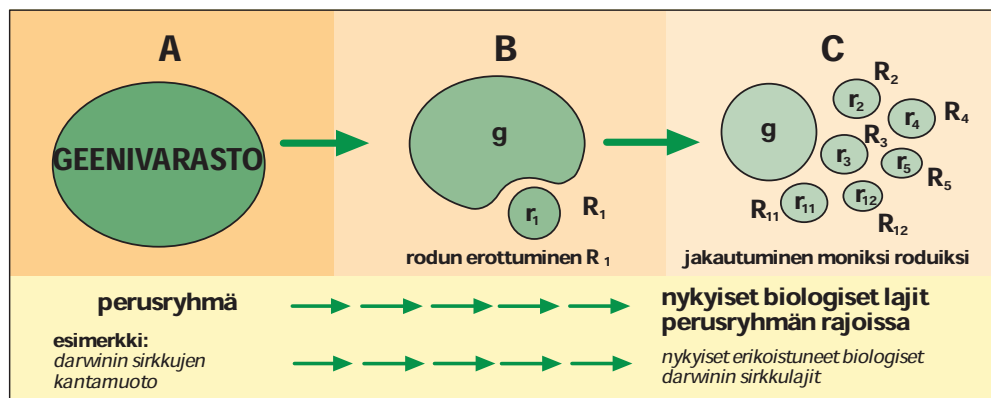 A
GEENIVARASTO
B
g
r1
R1
rodun erottuminen R1
C
g
R2
r2
R4
r4
R3
r3
r5
R5
R11
r11
r12
R12
jakautuminen moniksi roduiksi
perusryhmä
nykyiset biologiset lajit
perusryhmän rajoissa
esimerkki:
darwinin sirkkujen
kantamuoto
nykyiset erikoistuneet biologiset
darwinin sirkkulajit